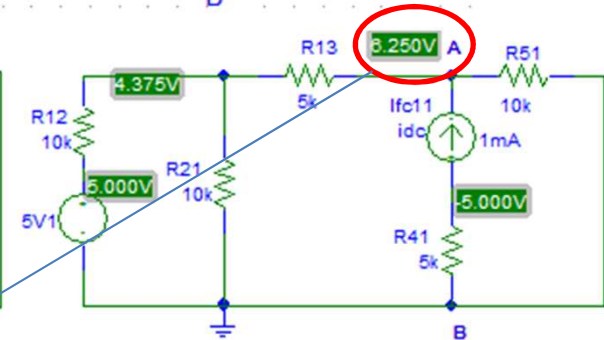 R13
6.250V A
R51
4.375V
5k
10k
R12
10k
Ifc11
idc
1mA
R21
10k
5.000V
-5.000V
5V1
R41
5k
B